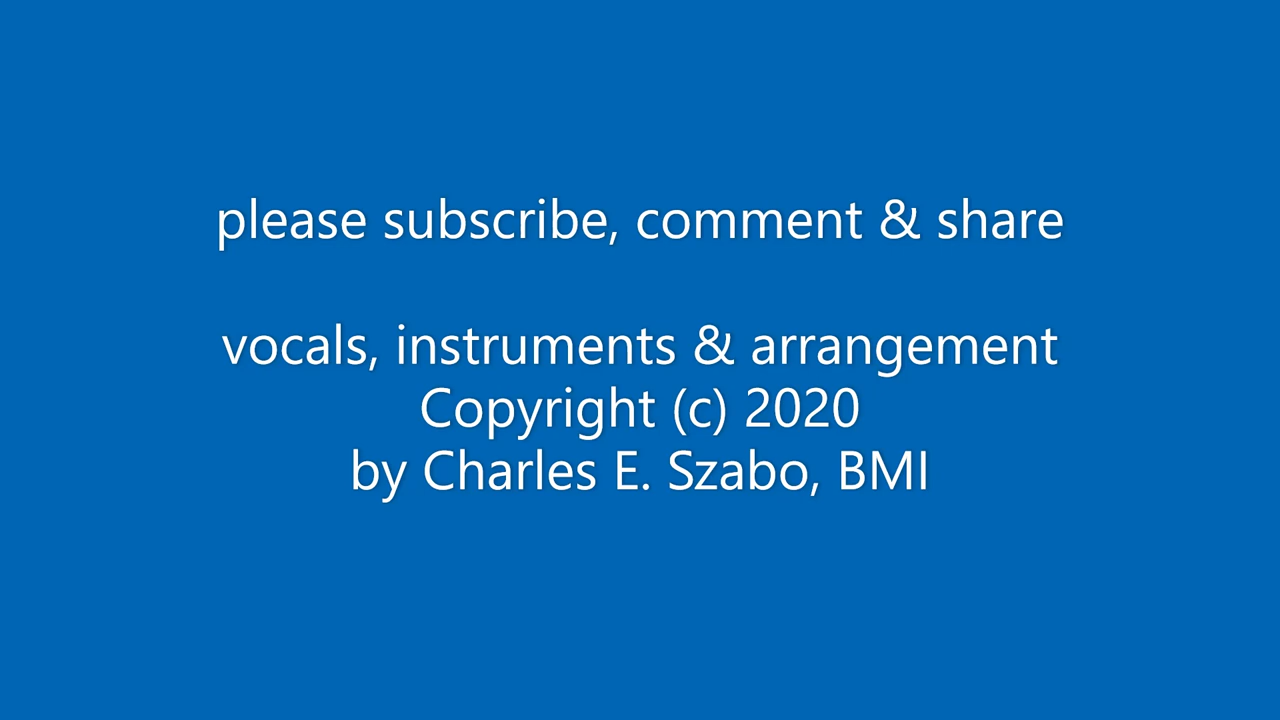 please subscribe, comment & share
vocals, instruments & arrangement
Copyright (c) 2020
by Charles E. Szabo, BMI